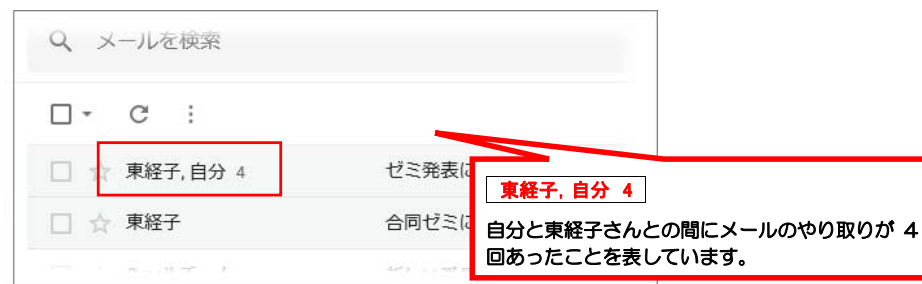 メールを検索
東経子, 自分 4
ゼミ発表に
東経子
合同ゼミに
東経子, 自分 4
自分と東経子さんとの間にメールのやり取りが 4
回あったことを表しています。